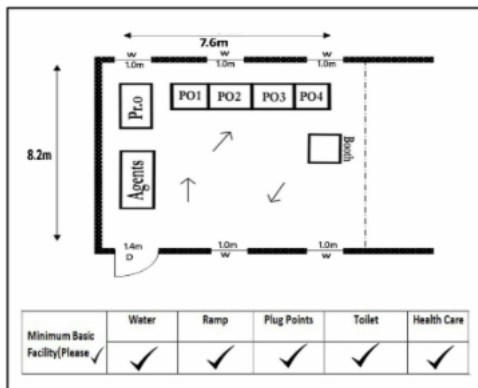 7.6m
W W W
1.0m 1.0m 1.0m
Pr.o PO1 PO2 PO3 PO4
8.2m
Agents
Booth
1.4m 1.0m 1.0m
D W W
Minimum Basic Facility(Please ✓
Water Ramp Plug Points Toilet Health Care
✓ ✓ ✓ ✓ ✓